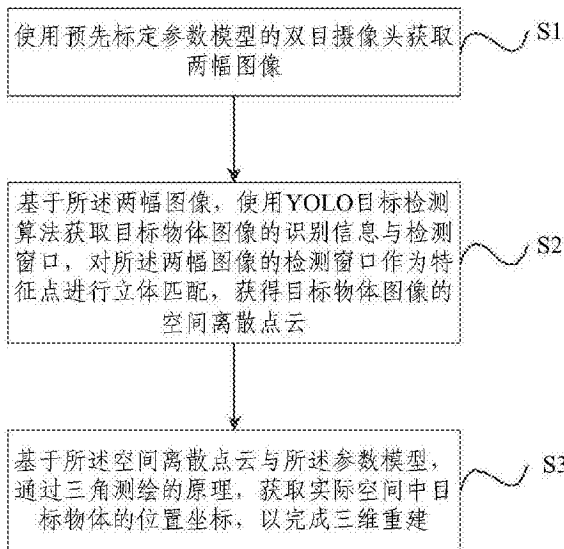 使用预先标定参数模型的双目摄像头获取
两幅图像
S1
基于所述两幅图像，使用YOLO目标检测
算法获取目标物体图像的识别信息与检测
窗口，对所述两幅图像的检测窗口作为特
征点进行立体匹配，获得目标物体图像的
空间离散点云
S2
基于所述空间离散点云与所述参数模型，
通过三角测绘的原理，获取实际空间中目
标物体的位置坐标，以完成三维重建
S3